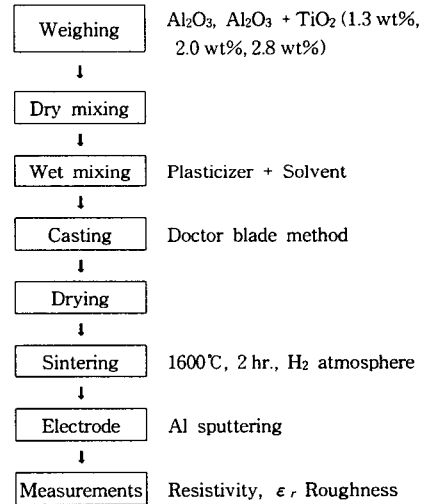 Weighing Al₂O₃, Al₂O₃ + TiO₂ (1.3 wt%,
2.0 wt%, 2.8 wt%)
↓
Dry mixing
↓
Wet mixing Plasticizer + Solvent
↓
Casting Doctor blade method
↓
Drying
↓
Sintering 1600℃, 2 hr., H₂ atmosphere
↓
Electrode Al sputtering
↓
Measurements Resistivity, εᵣ Roughness